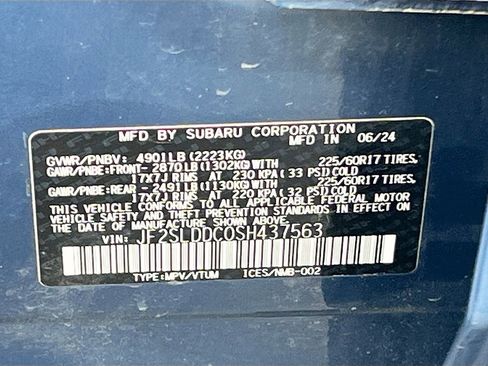 MFD BY SUBARU CORPORATION IN 06/24
GVWR/PNBV: 4901LB (2223KG)
GAWR/PNBE:FRONT- 2870LB (1302KG)WITH 225/60R17 TIRES,
17X7J RIMS, AT 230 KPA ( 33 PSI) COLD
GAWR/PNBE:REAR - 2491LB (1130KG)WITH 225/60R17 TIRES,
17X7J RIMS, AT 220 KPA ( 32 PSI) COLD
THIS VEHICLE CONFORMS TO ALL APPLICABLE FEDERAL MOTOR
VEHICLE SAFETY, BUMPER, AND THEFT PREVENTION STANDARDS IN EFFECT ON
THE DATE OF MANUFACTURE SHOWN ABOVE.
VIN: JF2SLDDC0SH437563
TYPE:MPV/VTUM ICES/NMB-002